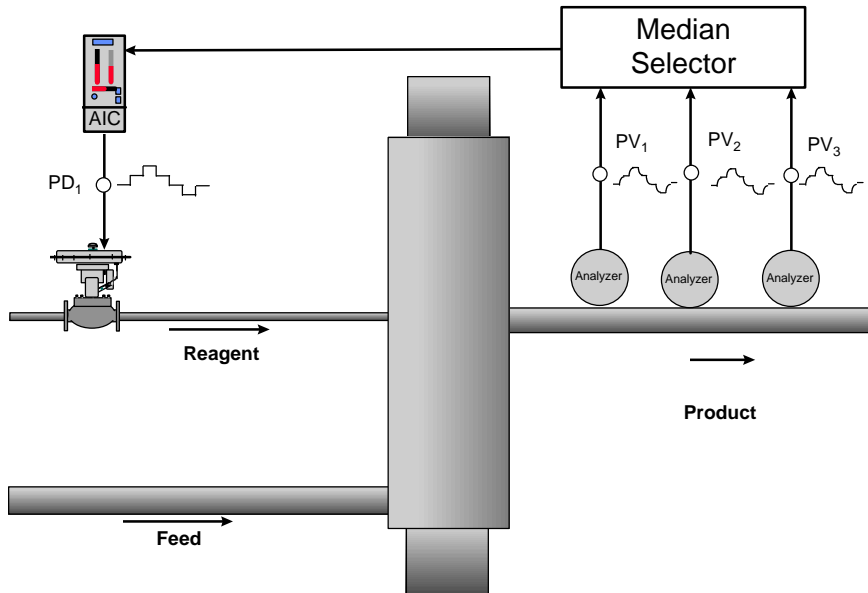 Median
Selector
AIC
PD1
PV1
PV2
PV3
Analyzer
Analyzer
Analyzer
Reagent
Product
Feed